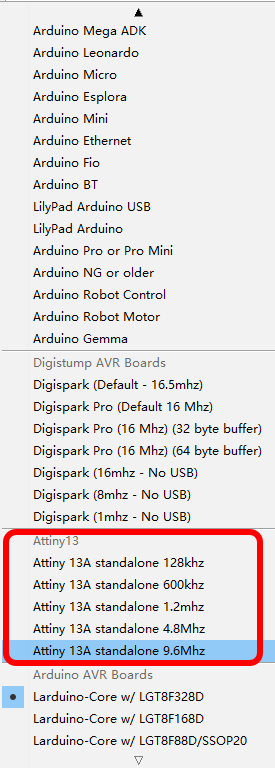 Arduino Mega ADK
Arduino Leonardo
Arduino Micro
Arduino Esplora
Arduino Mini
Arduino Ethernet
Arduino Fio
Arduino BT
LilyPad Arduino USB
LilyPad Arduino
Arduino Pro or Pro Mini
Arduino NG or older
Arduino Robot Control
Arduino Robot Motor
Arduino Gemma
Digistump AVR Boards
Digispark (Default - 16.5mhz)
Digispark Pro (Default 16 Mhz)
Digispark Pro (16 Mhz) (32 byte buffer)
Digispark Pro (16 Mhz) (64 byte buffer)
Digispark (16mhz - No USB)
Digispark (8mhz - No USB)
Digispark (1mhz - No USB)
Attiny13
Attiny 13A standalone 128khz
Attiny 13A standalone 600khz
Attiny 13A standalone 1.2mhz
Attiny 13A standalone 4.8Mhz
Attiny 13A standalone 9.6Mhz
Arduino AVR Boards
Larduino-Core w/ LGT8F328D
Larduino-Core w/ LGT8F168D
Larduino-Core w/ LGT8F88D/SSOP20